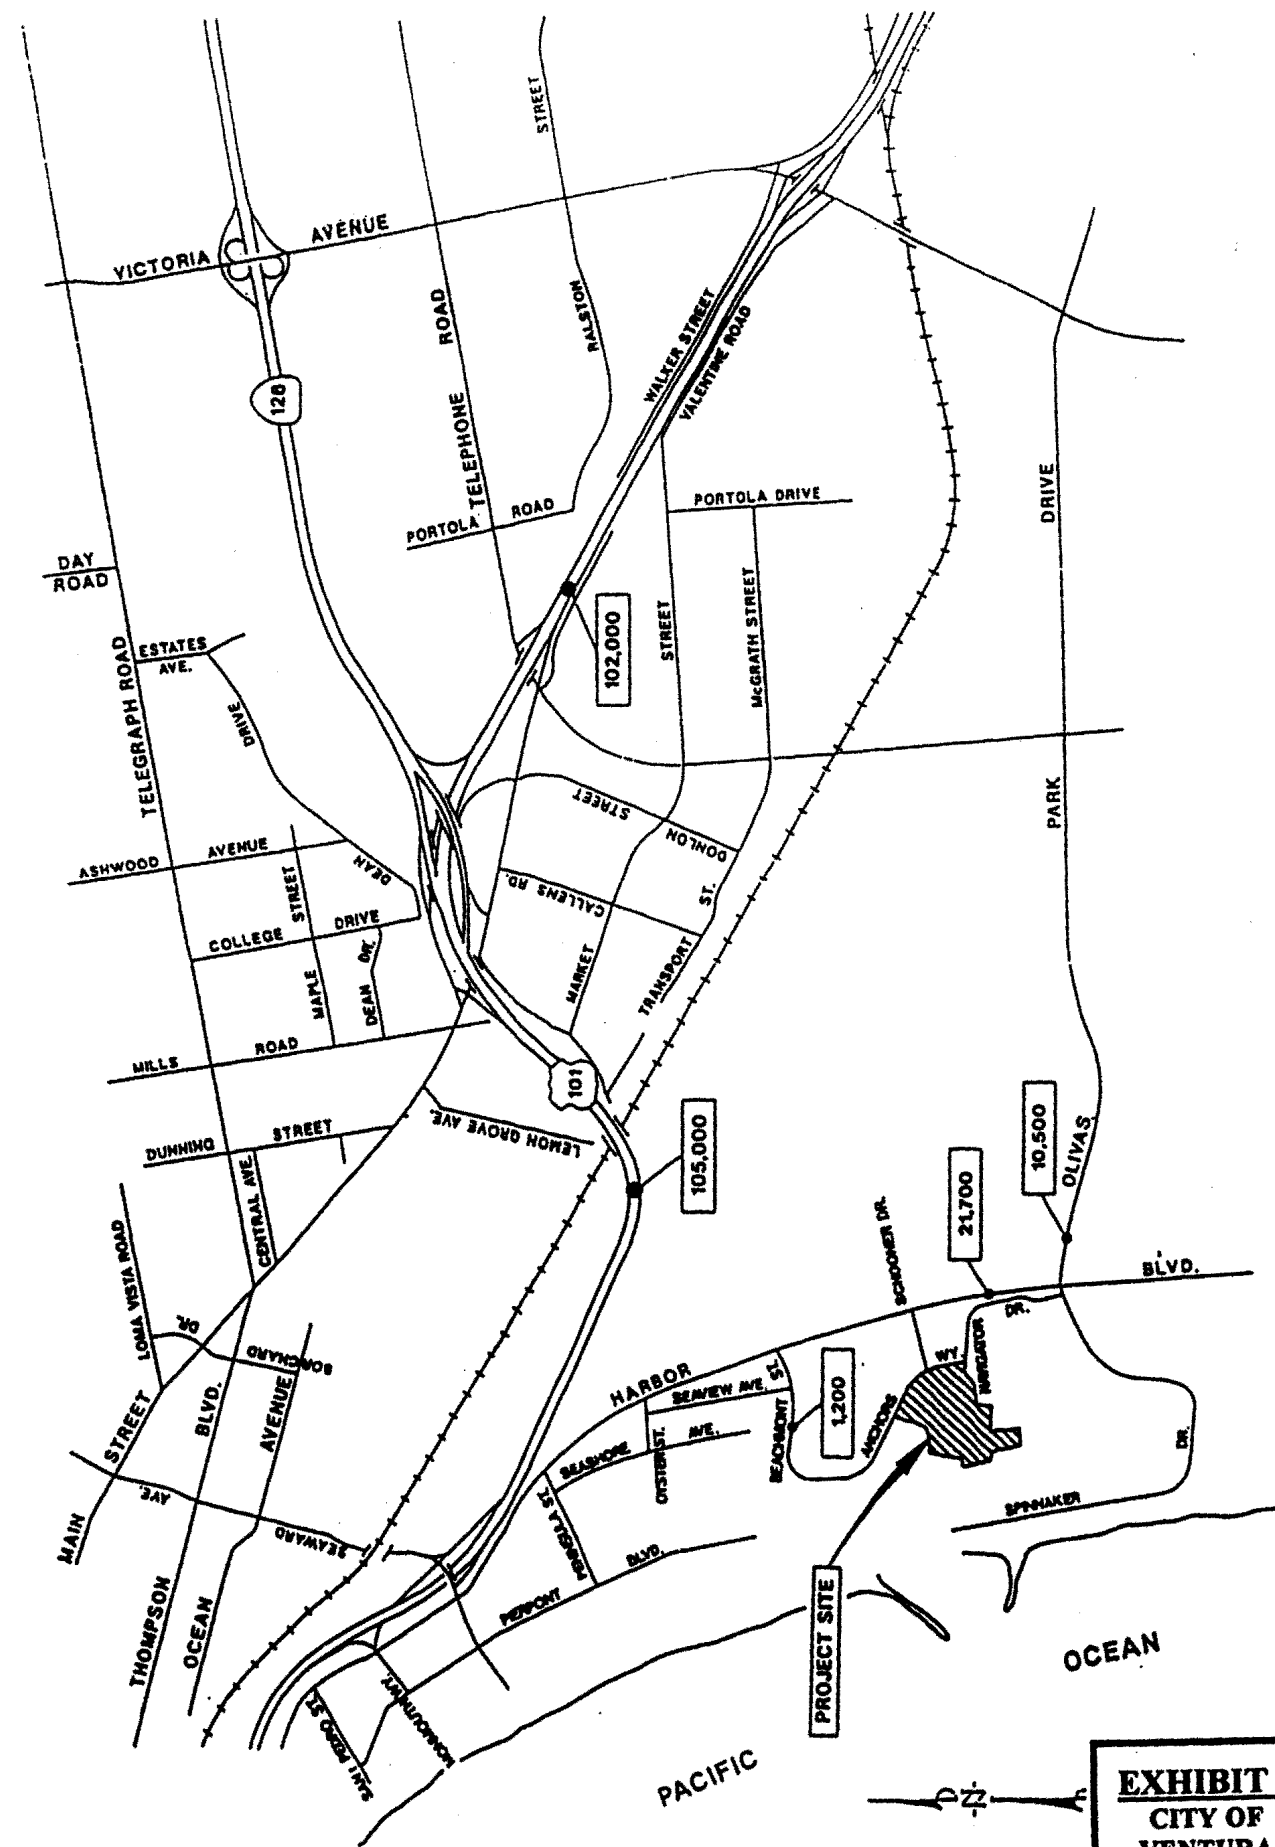 STREET
VICTORIA
AVENUE
ROAD
RALSTON
128
WALKER STREET
VALENTINE ROAD
TELEPHONE
PORTOLA
ROAD
PORTOLA DRIVE
DRIVE
DAY
ROAD
ESTATES
AVE.
TELEGRAPH ROAD
DRIVE
102,000
STREET
McGRATH STREET
PARK
ASHWOOD
AVENUE
STREET
DEAN
STREET
DONLON
CALLENS RD.
ST.
COLLEGE
DRIVE
MAPLE
DEAN DR.
MARKET
TRANSPORT
MILLS
ROAD
101
DUNNING
STREET
LEMON GROVE AVE.
105,000
10,500
OLIVAS
21,700
CENTRAL AVE.
LOMA VISTA ROAD
DR.
BORCHARD
SCHOONER DR.
BLVD.
DR.
NAVIGATOR
WY.
HARBOR
SEAVIEW AVE.
ST.
BEACHMONT
1,200
ANCHORS
STREET
BLVD.
AVENUE
SEASHORE
AVE.
OYSTER ST.
DR.
SPINNAKER
MAIN
AVE.
SEAWARD
PENINSULA ST.
BLVD.
PIERPONT
THOMPSON
OCEAN
PROJECT SITE
SAN PEDRO ST.
MONMOUTH WY.
PACIFIC
OCEAN
N
EXHIBIT
CITY OF
VENTURA